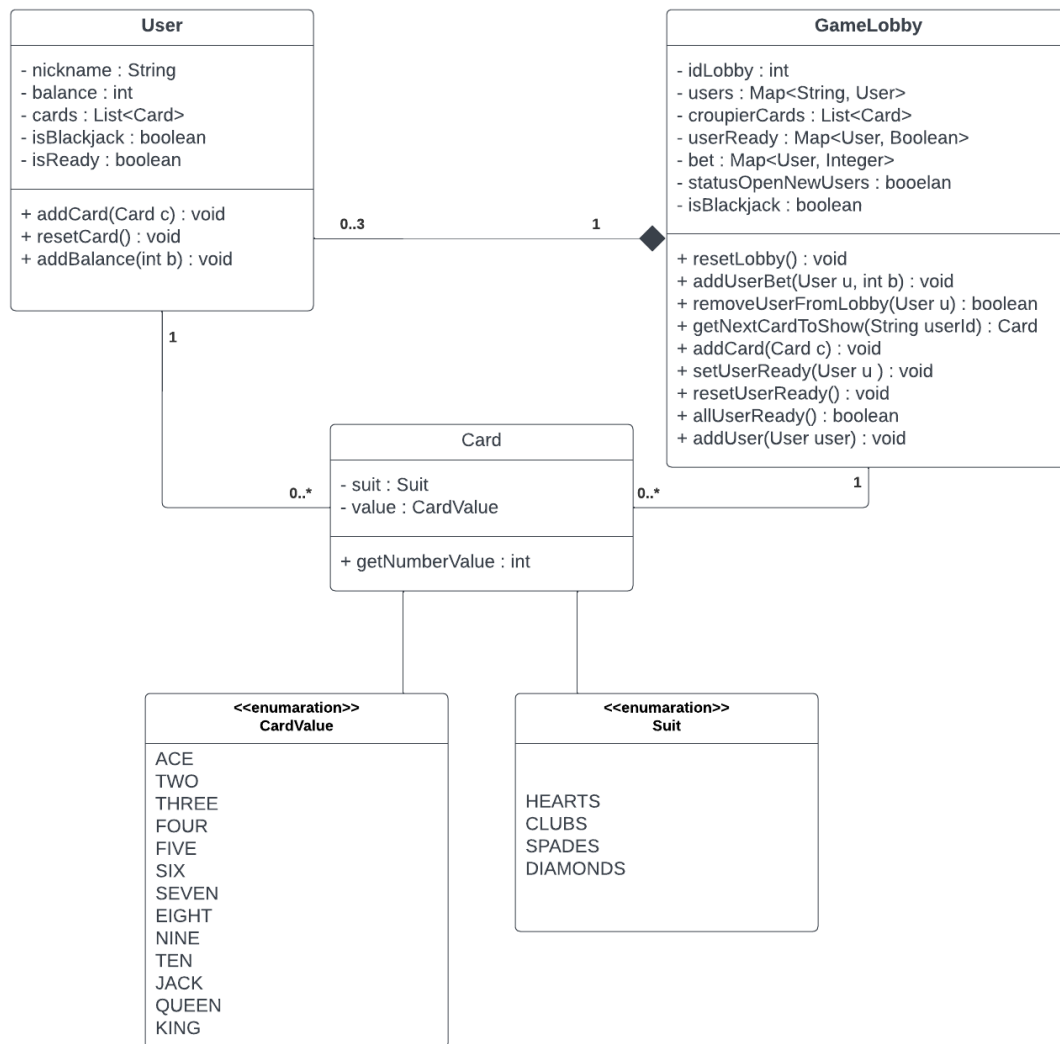 User
- nickname : String
- balance : int
- cards : List<Card>
- isBlackjack : boolean
- isReady : boolean
+ addCard(Card c) : void
+ resetCard() : void
+ addBalance(int b) : void
GameLobby
- idLobby : int
- users : Map<String, User>
- croupierCards : List<Card>
- userReady : Map<User, Boolean>
- bet : Map<User, Integer>
- statusOpenNewUsers : booelan
- isBlackjack : boolean
+ resetLobby() : void
+ addUserBet(User u, int b) : void
+ removeUserFromLobby(User u) : boolean
+ getNextCardToShow(String userId) : Card
+ addCard(Card c) : void
+ setUserReady(User u ) : void
+ resetUserReady() : void
+ allUserReady() : boolean
+ addUser(User user) : void
0..3
1
1
0..*
0..*
1
Card
- suit : Suit
- value : CardValue
+ getNumberValue : int
<<enumaration>>
CardValue
ACE
TWO
THREE
FOUR
FIVE
SIX
SEVEN
EIGHT
NINE
TEN
JACK
QUEEN
KING
<<enumaration>>
Suit
HEARTS
CLUBS
SPADES
DIAMONDS